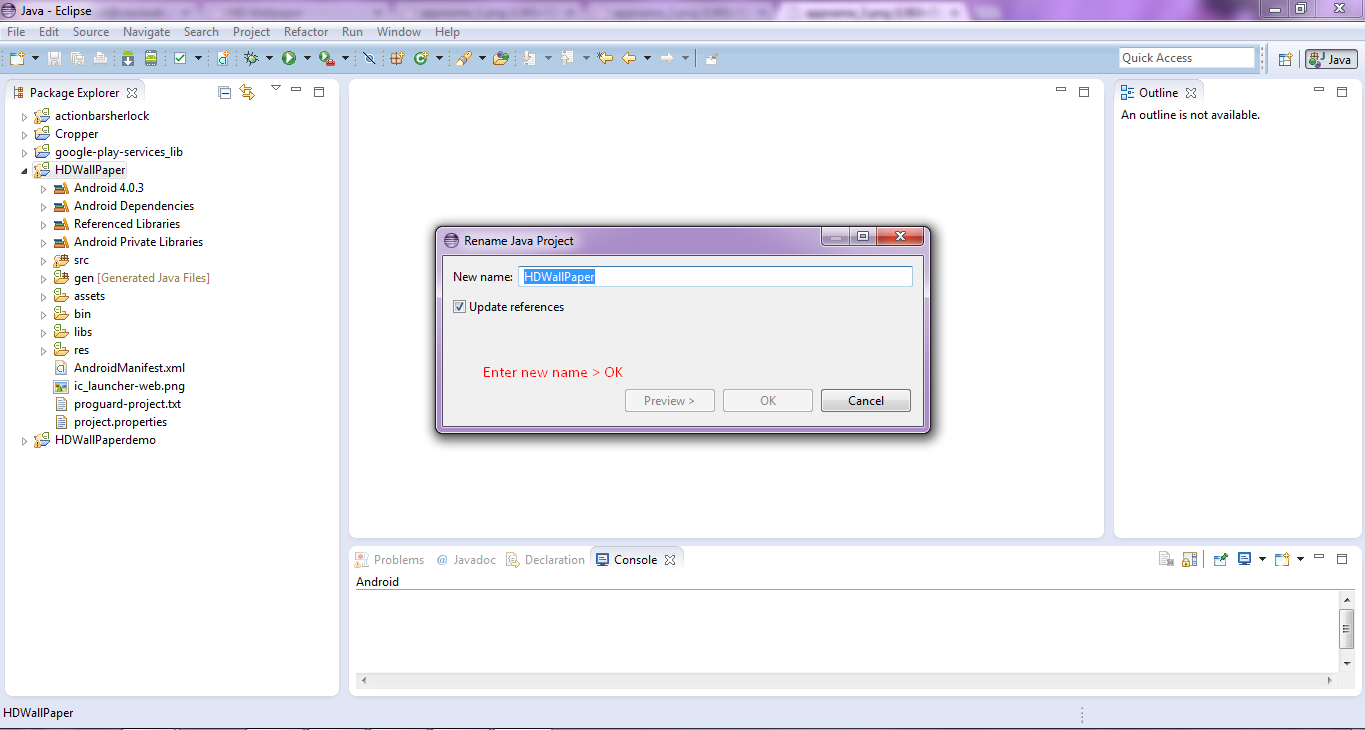 Java - Eclipse
File Edit Source Navigate Search Project Refactor Run Window Help
Quick Access
Java
Package Explorer
actionbarsherlock
Cropper
google-play-services_lib
HDWallPaper
Android 4.0.3
Android Dependencies
Referenced Libraries
Android Private Libraries
src
gen [Generated Java Files]
assets
bin
libs
res
AndroidManifest.xml
ic_launcher-web.png
proguard-project.txt
project.properties
HDWallPaperdemo
Rename Java Project
New name: HDWallPaper
Update references
Enter new name > OK
Preview > OK Cancel
Outline
An outline is not available.
Problems @ Javadoc Declaration Console
Android
HDWallPaper